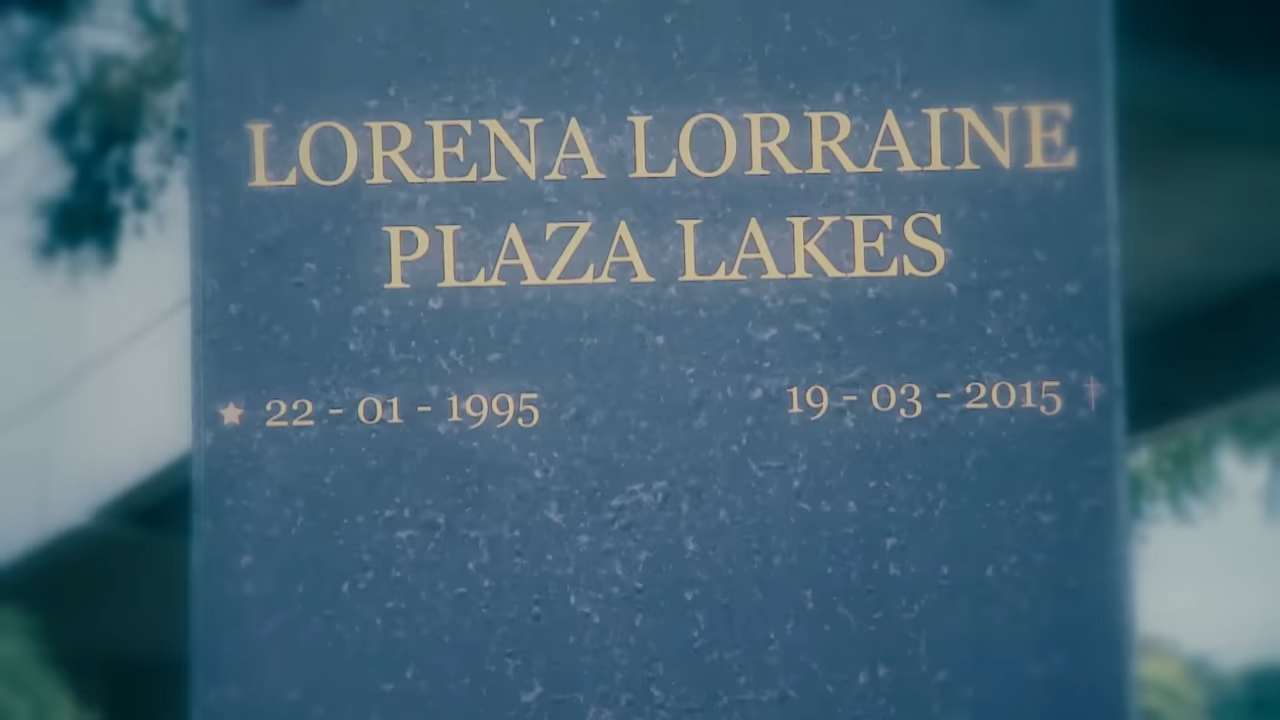 LORENA LORRAINE
PLAZA LAKES
★ 22 - 01 - 1995 19 - 03 - 2015 †